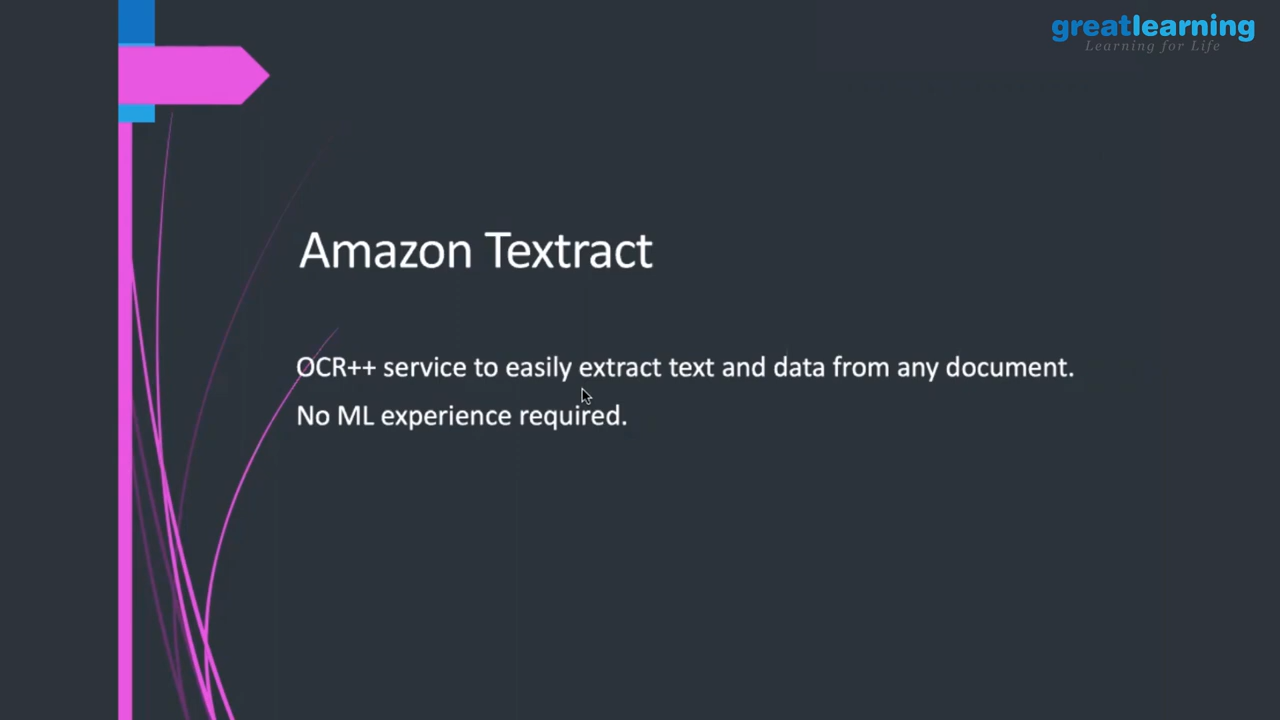 greatlearning
Learning for Life
Amazon Textract
OCR++ service to easily extract text and data from any document.
No ML experience required.